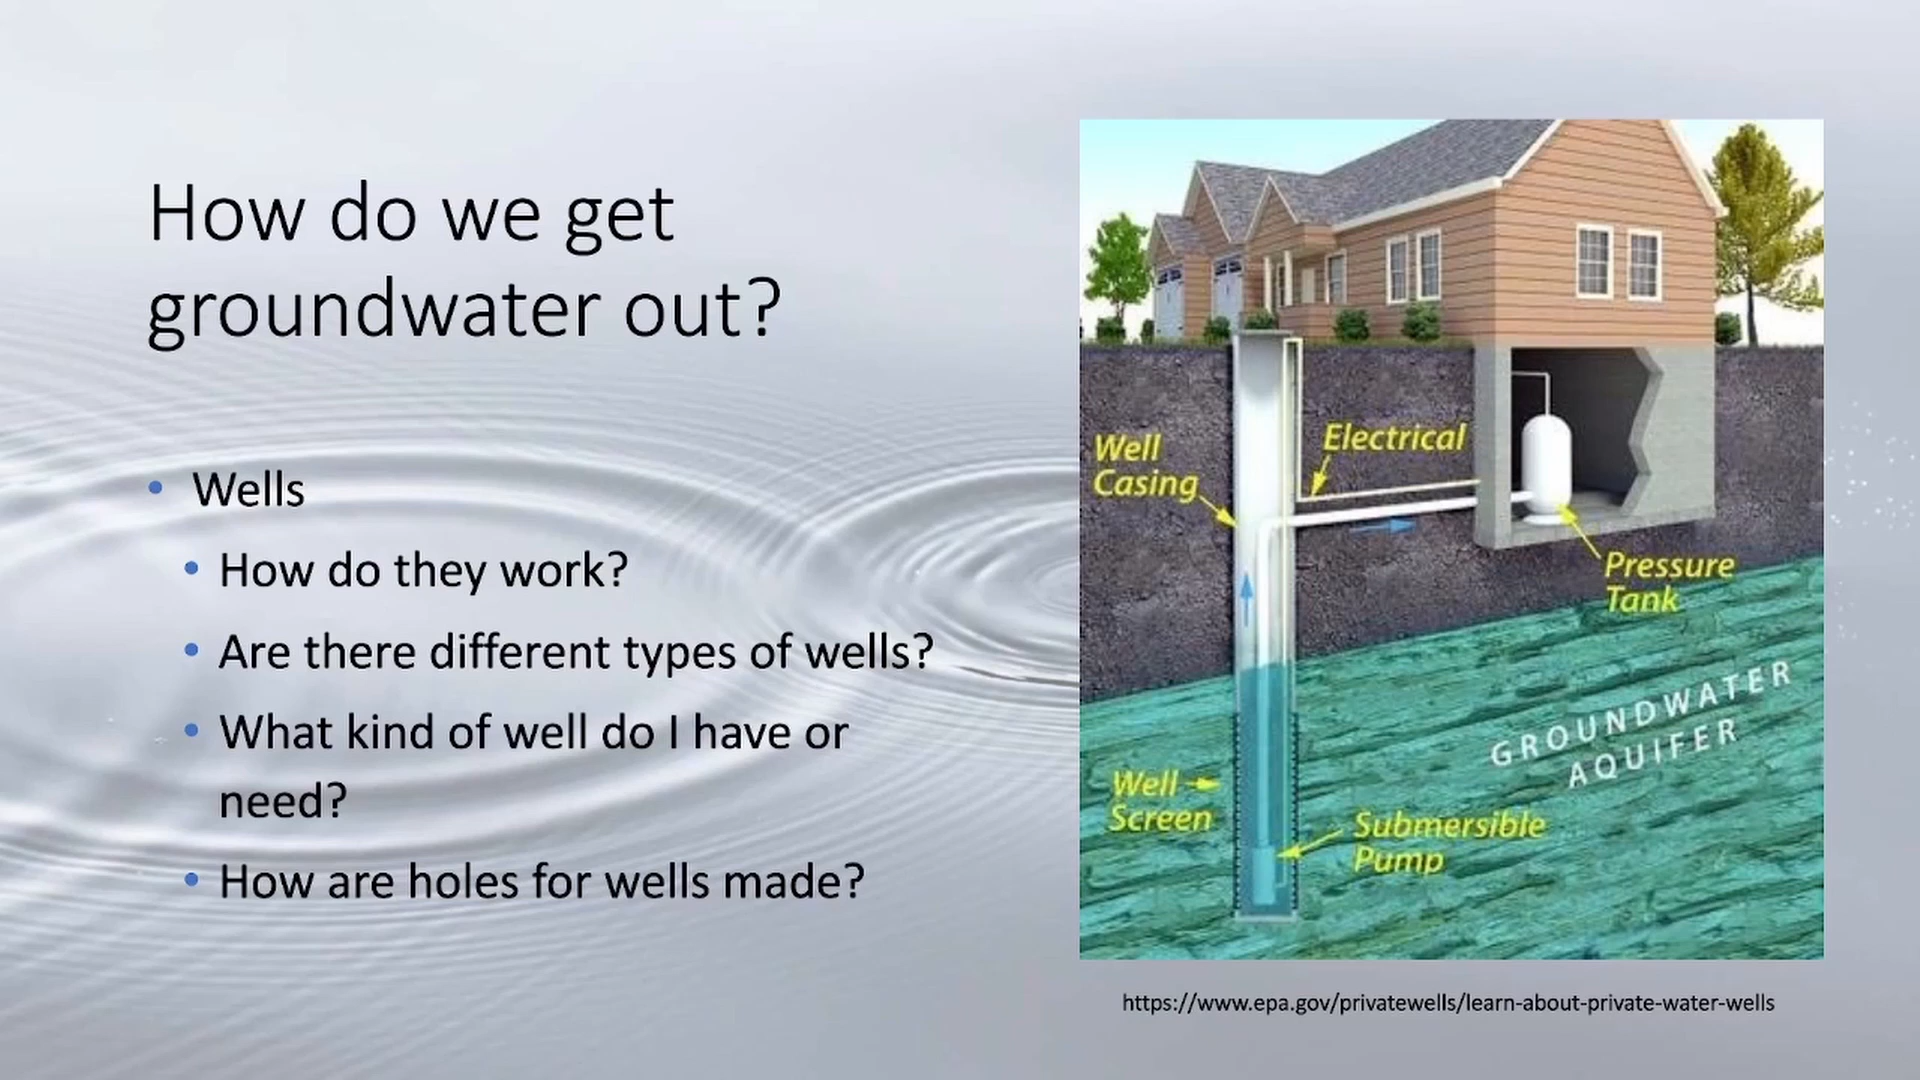 How do we get
groundwater out?
• Wells
• How do they work?
• Are there different types of wells?
• What kind of well do I have or
need?
• How are holes for wells made?
Well
Casing
Electrical
Pressure
Tank
GROUNDWATER
AQUIFER
Well
Screen
Submersible
Pump
https://www.epa.gov/privatewells/learn-about-private-water-wells